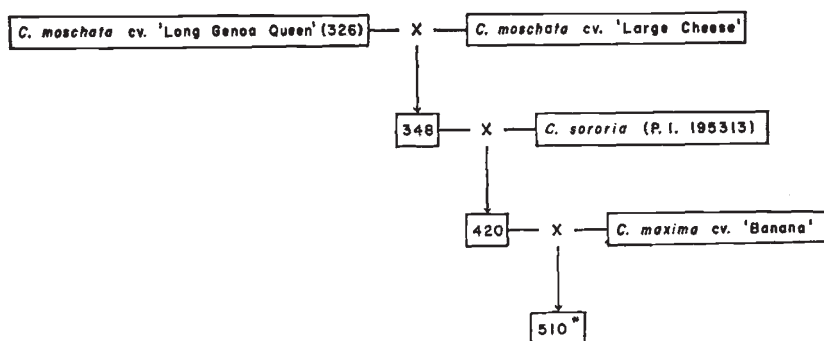 C. moschata cv. 'Long Genoa Queen' (326) X C. moschata cv. 'Large Cheese'
348 X C. sororia (P. I. 195313)
420 X C. maxima cv. 'Banana'
510*